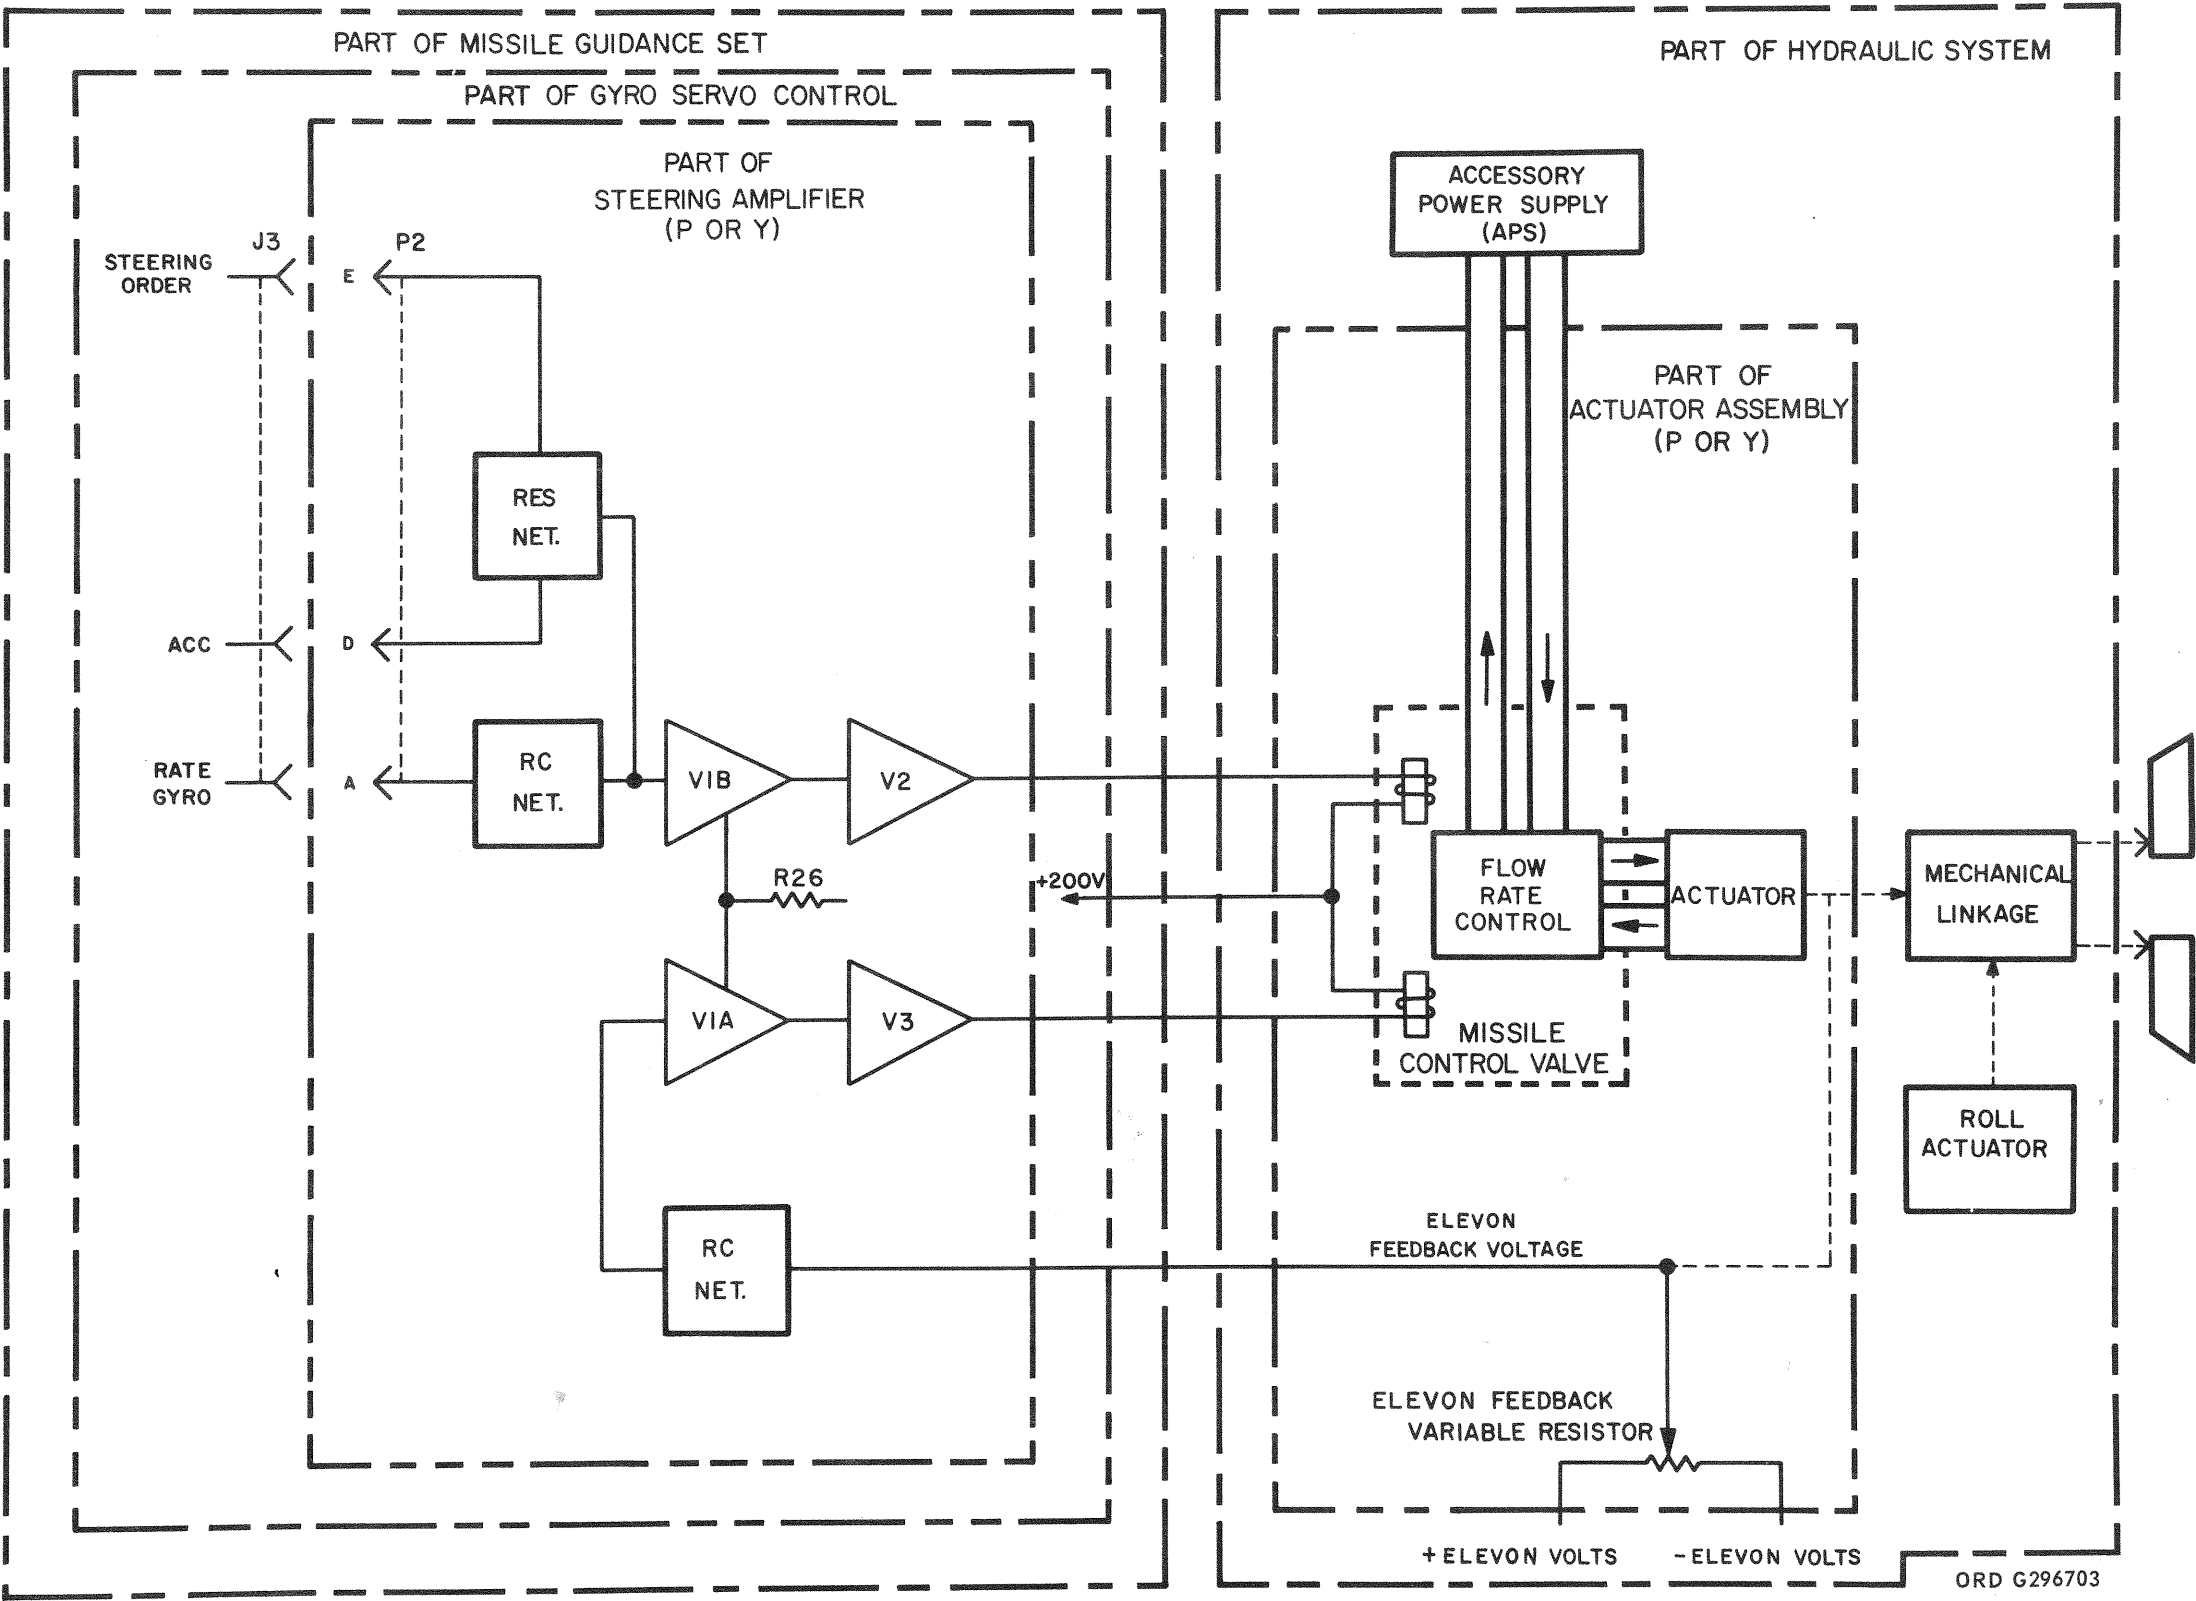 PART OF MISSILE GUIDANCE SET
PART OF GYRO SERVO CONTROL
PART OF
STEERING AMPLIFIER
(P OR Y)
J3
P2
STEERING
ORDER
E
RES
NET.
ACC
D
RATE
GYRO
A
RC
NET.
V1B
V2
R26
+200V
V1A
V3
RC
NET.
PART OF HYDRAULIC SYSTEM
ACCESSORY
POWER SUPPLY
(APS)
PART OF
ACTUATOR ASSEMBLY
(P OR Y)
FLOW
RATE
CONTROL
ACTUATOR
MECHANICAL
LINKAGE
MISSILE
CONTROL VALVE
ROLL
ACTUATOR
ELEVON
FEEDBACK VOLTAGE
ELEVON FEEDBACK
VARIABLE RESISTOR
+ELEVON VOLTS
-ELEVON VOLTS
ORD G296703